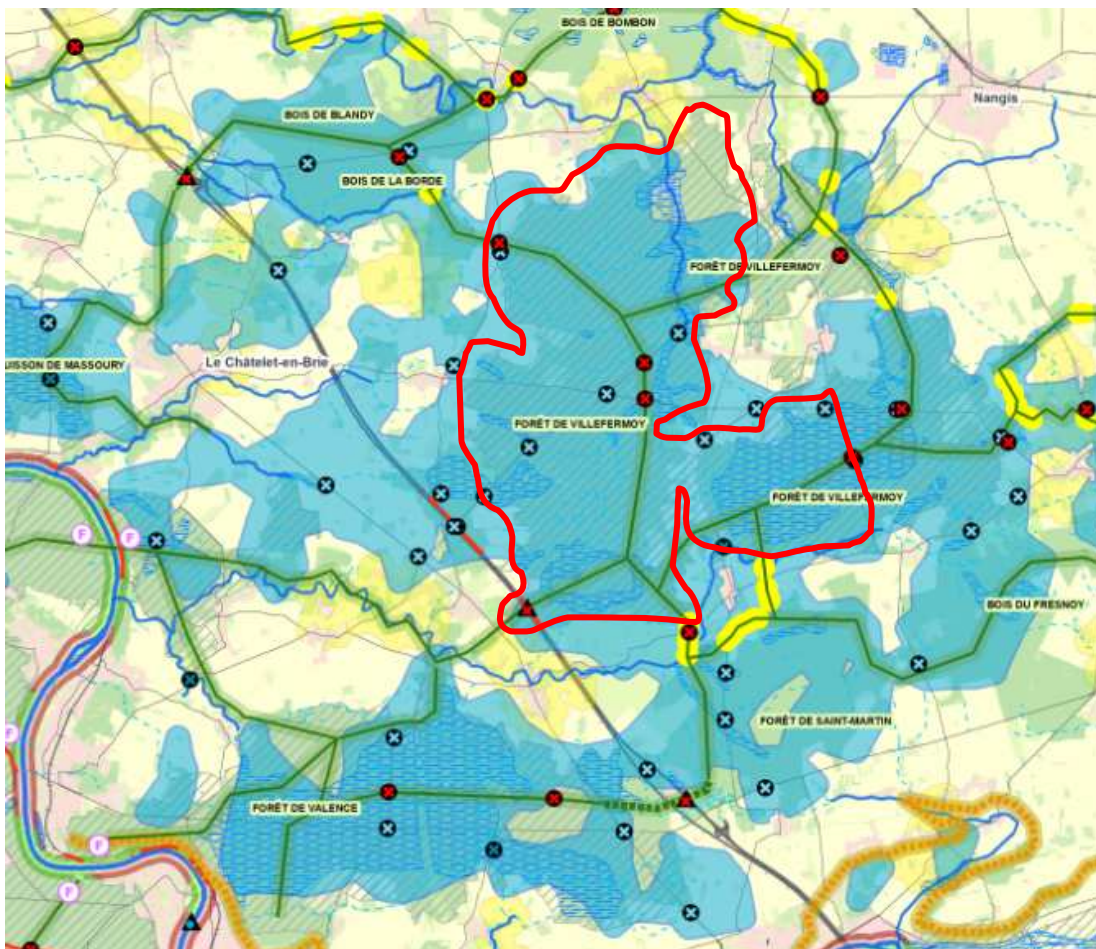 BOIS DE BOMBON
Nangis
BOIS DE BLANDY
BOIS DE LA BORDE
FORÊT DE VILLEFERMOY
UISSON DE MASSOURY
Le Châtelet-en-Brie
FORÊT DE VILLEFERMOY
FORÊT DE VILLEFERMOY
F
F
BOIS DU FRESNOY
F
FORÊT DE SAINT-MARTIN
FORÊT DE VALENCE
F
F